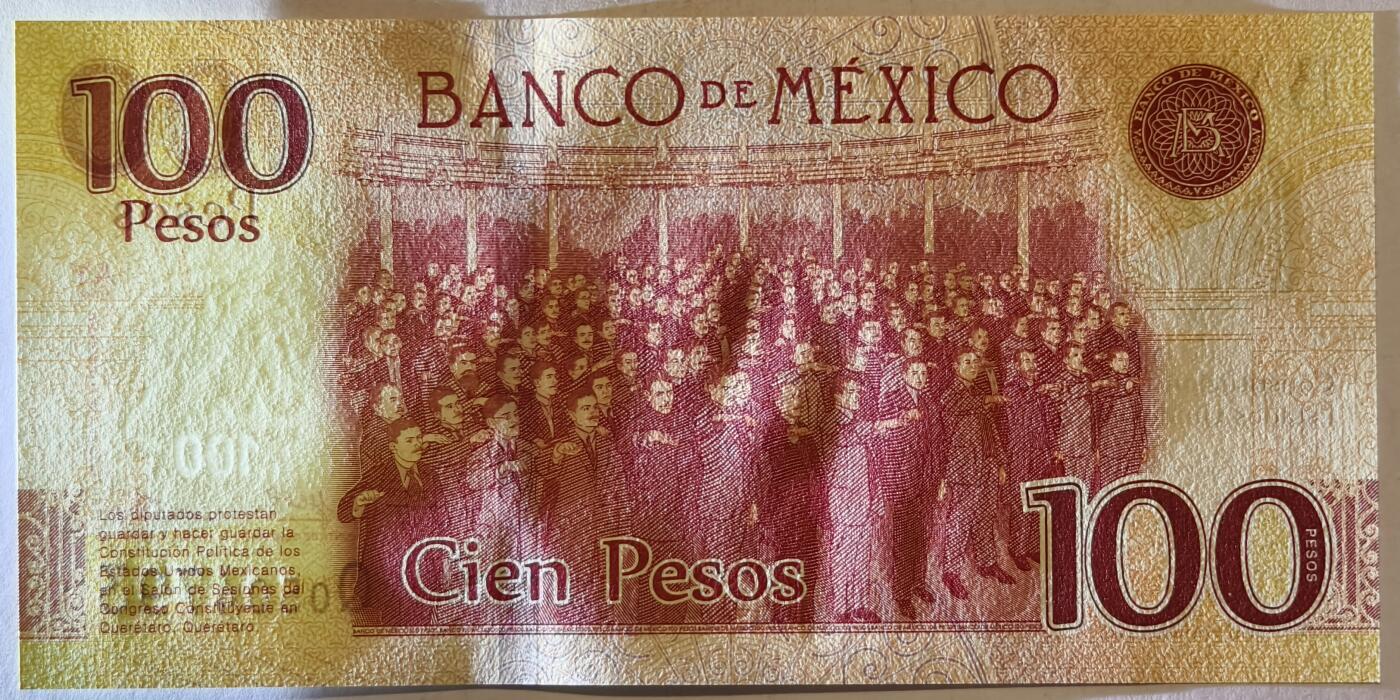 100
Pesos
BANCO DE MÉXICO
BANCO DE MÉXICO
100
Los diputados protestan
guardar y hacer guardar la
Constitución Política de los
Estados Unidos Mexicanos,
en el Salón de Sesiones del
Congreso Constituyente en
Querétaro, Querétaro.
Cien Pesos
100
PESOS